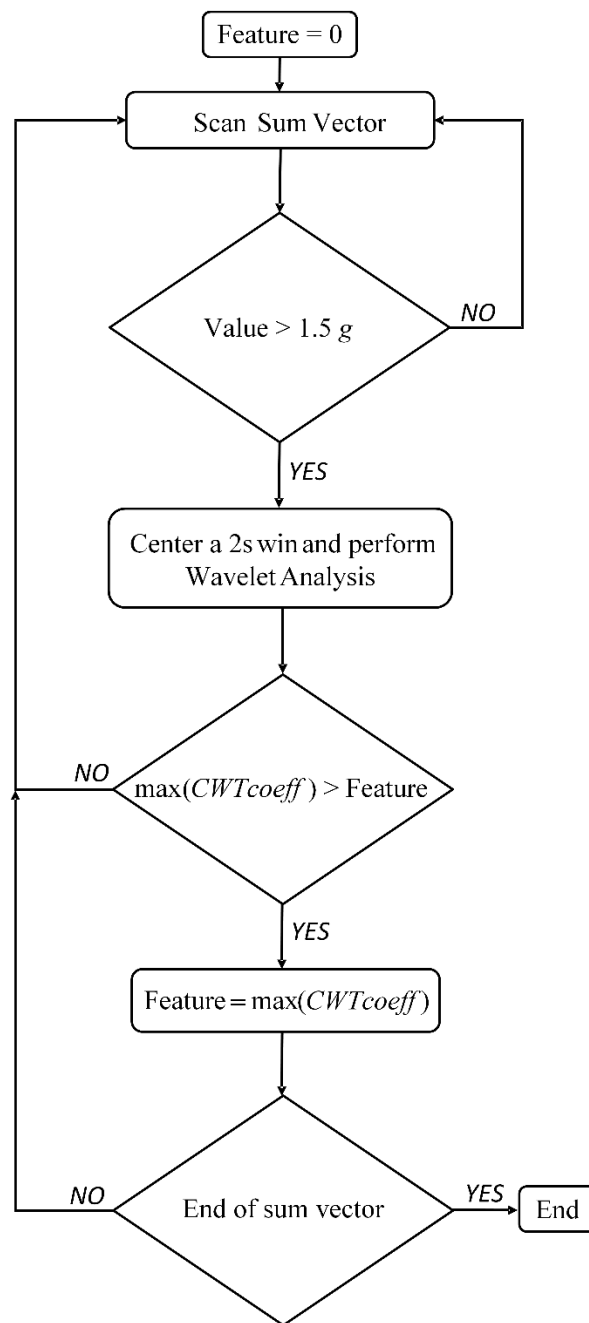 Feature = 0
Scan Sum Vector
Value > 1.5 g
NO
YES
Center a 2s win and perform
Wavelet Analysis
NO
max(CWTcoeff) > Feature
YES
Feature = max(CWTcoeff)
NO
End of sum vector
YES
End